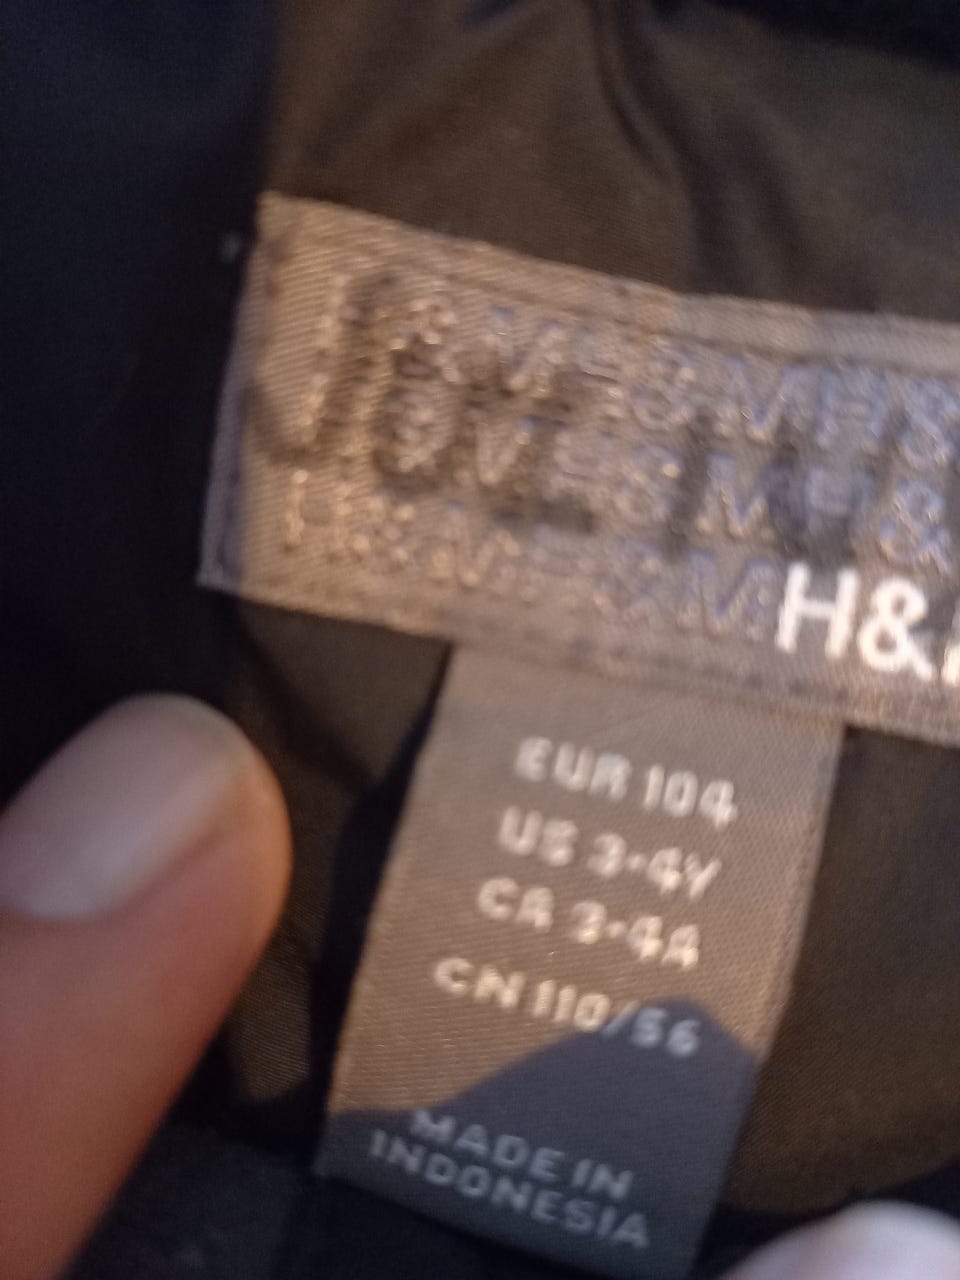 H&M H&M H&
H&M H&M H&
H&M H&M H&
EUR 104
US 3-4Y
CA 3-4A
CN 110/56
MADE IN
INDONESIA